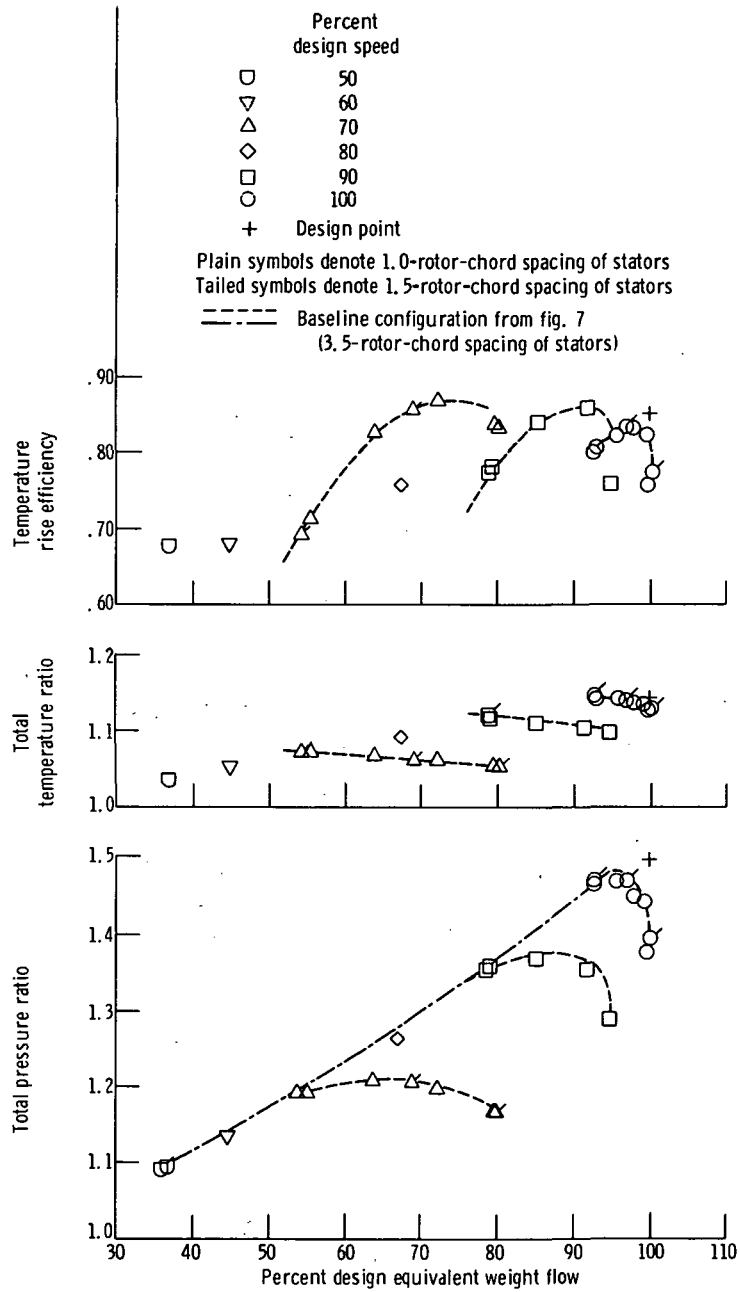 Percent
design speed
50
60
70
80
90
100
Design point
Plain symbols denote 1.0-rotor-chord spacing of stators
Tailed symbols denote 1.5-rotor-chord spacing of stators
Baseline configuration from fig. 7
(3.5-rotor-chord spacing of stators)
Temperature
rise efficiency
.90
.80
.70
.60
Total
temperature ratio
1.2
1.1
1.0
Total pressure ratio
1.5
1.4
1.3
1.2
1.1
1.0
30 40 50 60 70 80 90 100 110
Percent design equivalent weight flow